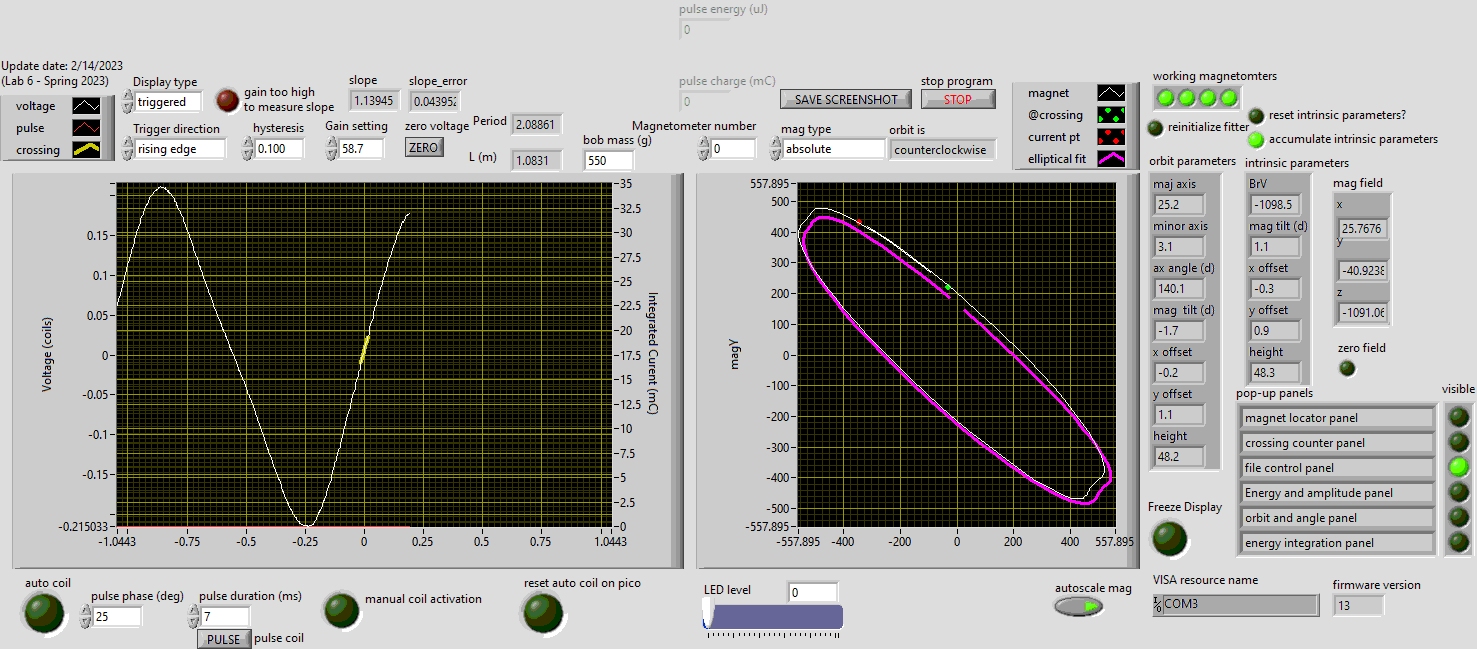 pulse energy (uJ)
0
Update date: 2/14/2023
(Lab 6 - Spring 2023)
Display type
triggered
gain too high
to measure slope
slope
1.13945
slope_error
0.043952
pulse charge (mC)
0
SAVE SCREENSHOT
stop program
STOP
working magnetomters
voltage
pulse
crossing
Trigger direction
rising edge
hysteresis
0.100
Gain setting
58.7
zero voltage
ZERO
Period
2.08861
L (m)
1.0831
bob mass (g)
550
Magnetometer number
0
mag type
absolute
orbit is
counterclockwise
magnet
@crossing
current pt
elliptical fit
reinitialize fitter
reset intrinsic parameters?
accumulate intrinsic parameters
orbit parameters
maj axis
25.2
minor axis
3.1
ax angle (d)
140.1
mag tilt (d)
-1.7
x offset
-0.2
y offset
1.1
height
48.2
intrinsic parameters
BrV
-1098.5
mag tilt (d)
1.1
x offset
-0.3
y offset
0.9
height
48.3
mag field
x
25.7676
y
-40.9238
z
-1091.06
zero field
Voltage (coils)
0.15
0.1
0.05
0
-0.05
-0.1
-0.15
-0.215033
-1.0443
-0.75
-0.5
-0.25
0
0.25
0.5
0.75
1.0443
35
32.5
30
27.5
25
22.5
20
17.5
15
12.5
10
7.5
5
2.5
0
Integrated Current (mC)
magY
557.895
500
400
300
200
100
0
-100
-200
-300
-400
-500
-557.895
-557.895
-400
-200
0
200
400
557.895
pop-up panels
visible
magnet locator panel
crossing counter panel
file control panel
Energy and amplitude panel
orbit and angle panel
energy integration panel
Freeze Display
auto coil
pulse phase (deg)
25
pulse duration (ms)
7
PULSE
pulse coil
manual coil activation
reset auto coil on pico
LED level
0
autoscale mag
VISA resource name
COM3
firmware version
13